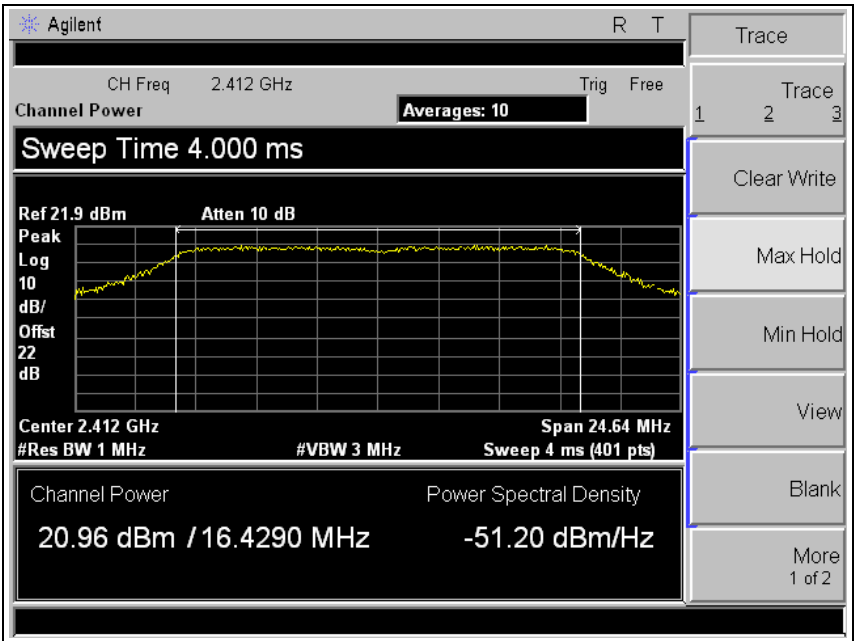 Agilent
R T
Trace
CH Freq 2.412 GHz
Trig Free
Channel Power
Averages: 10
Trace
1 2 3
Sweep Time 4.000 ms
Clear Write
Ref 21.9 dBm
Atten 10 dB
Peak
Log
10
dB/
Offst
22
dB
Max Hold
Min Hold
Center 2.412 GHz
Span 24.64 MHz
#Res BW 1 MHz
#VBW 3 MHz
Sweep 4 ms (401 pts)
View
Channel Power
Power Spectral Density
20.96 dBm / 16.4290 MHz
-51.20 dBm/Hz
Blank
More
1 of 2